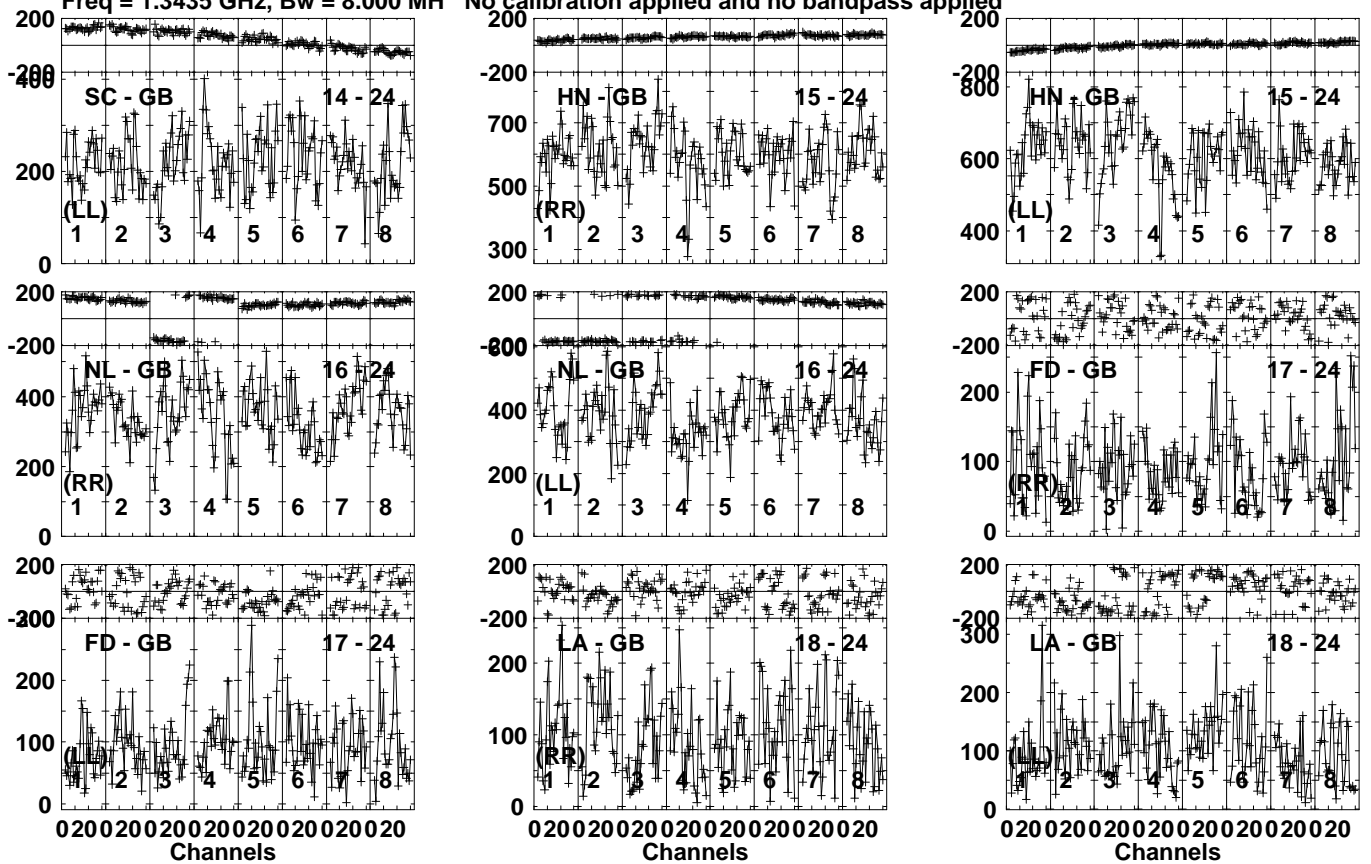 Freq = 1.3435 GHz, Bw = 8.000 MH No calibration applied and no bandpass applied
200 200 200
-200 -200 -200
400 SC - GB 14 - 24 HN - GB 15 - 24 800 HN - GB 15 - 24
700
200 500 600
(LL) (RR) (LL)
1 2 3 4 5 6 7 8 1 2 3 4 5 6 7 8 400 1 2 3 4 5 6 7 8
0 300
200 200 200
-200 -200 600 -200
NL - GB 16 - 24 NL - GB 16 - 24 FD - GB 17 - 24
400 400 200
200 200 100
(RR) (LL) (RR)
1 2 3 4 5 6 7 8 1 2 3 4 5 6 7 8 1 2 3 4 5 6 7 8
0 0 0
200 200 200
-200 300 -200 -200 300
FD - GB 17 - 24 LA - GB 18 - 24 LA - GB 18 - 24
200 200 200
100 100 100
(LL) (RR) (LL)
1 2 3 4 5 6 7 8 1 2 3 4 5 6 7 8 1 2 3 4 5 6 7 8
0 0 0
0 20 0 20 0 20 0 20 0 20 0 20 0 20 0 20 0 20 0 20 0 20 0 20 0 20 0 20 0 20 0 20 0 20 0 20 0 20 0 20 0 20 0 20 0 20 0 20
Channels Channels Channels